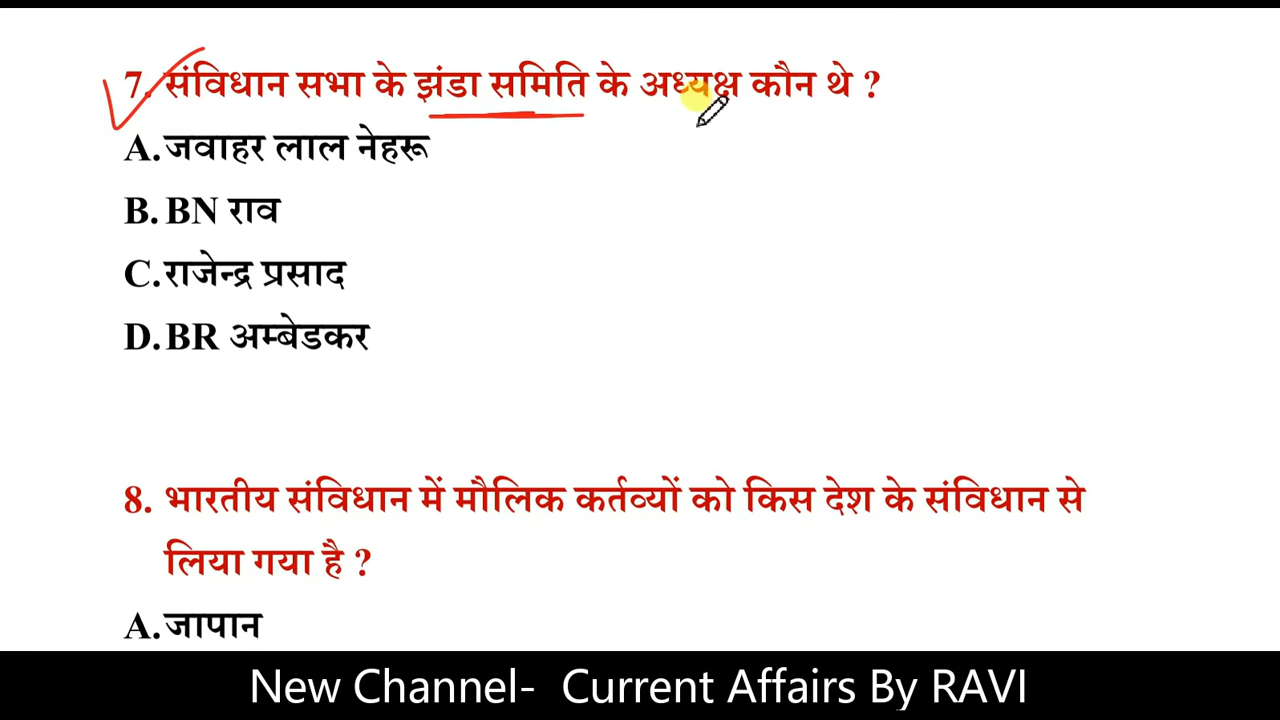 7. संविधान सभा के झंडा समिति के अध्यक्ष कौन थे ?
A. जवाहर लाल नेहरू
B. BN राव
C. राजेन्द्र प्रसाद
D. BR अम्बेडकर
8. भारतीय संविधान में मौलिक कर्तव्यों को किस देश के संविधान से
लिया गया है ?
A. जापान
New Channel- Current Affairs By RAVI